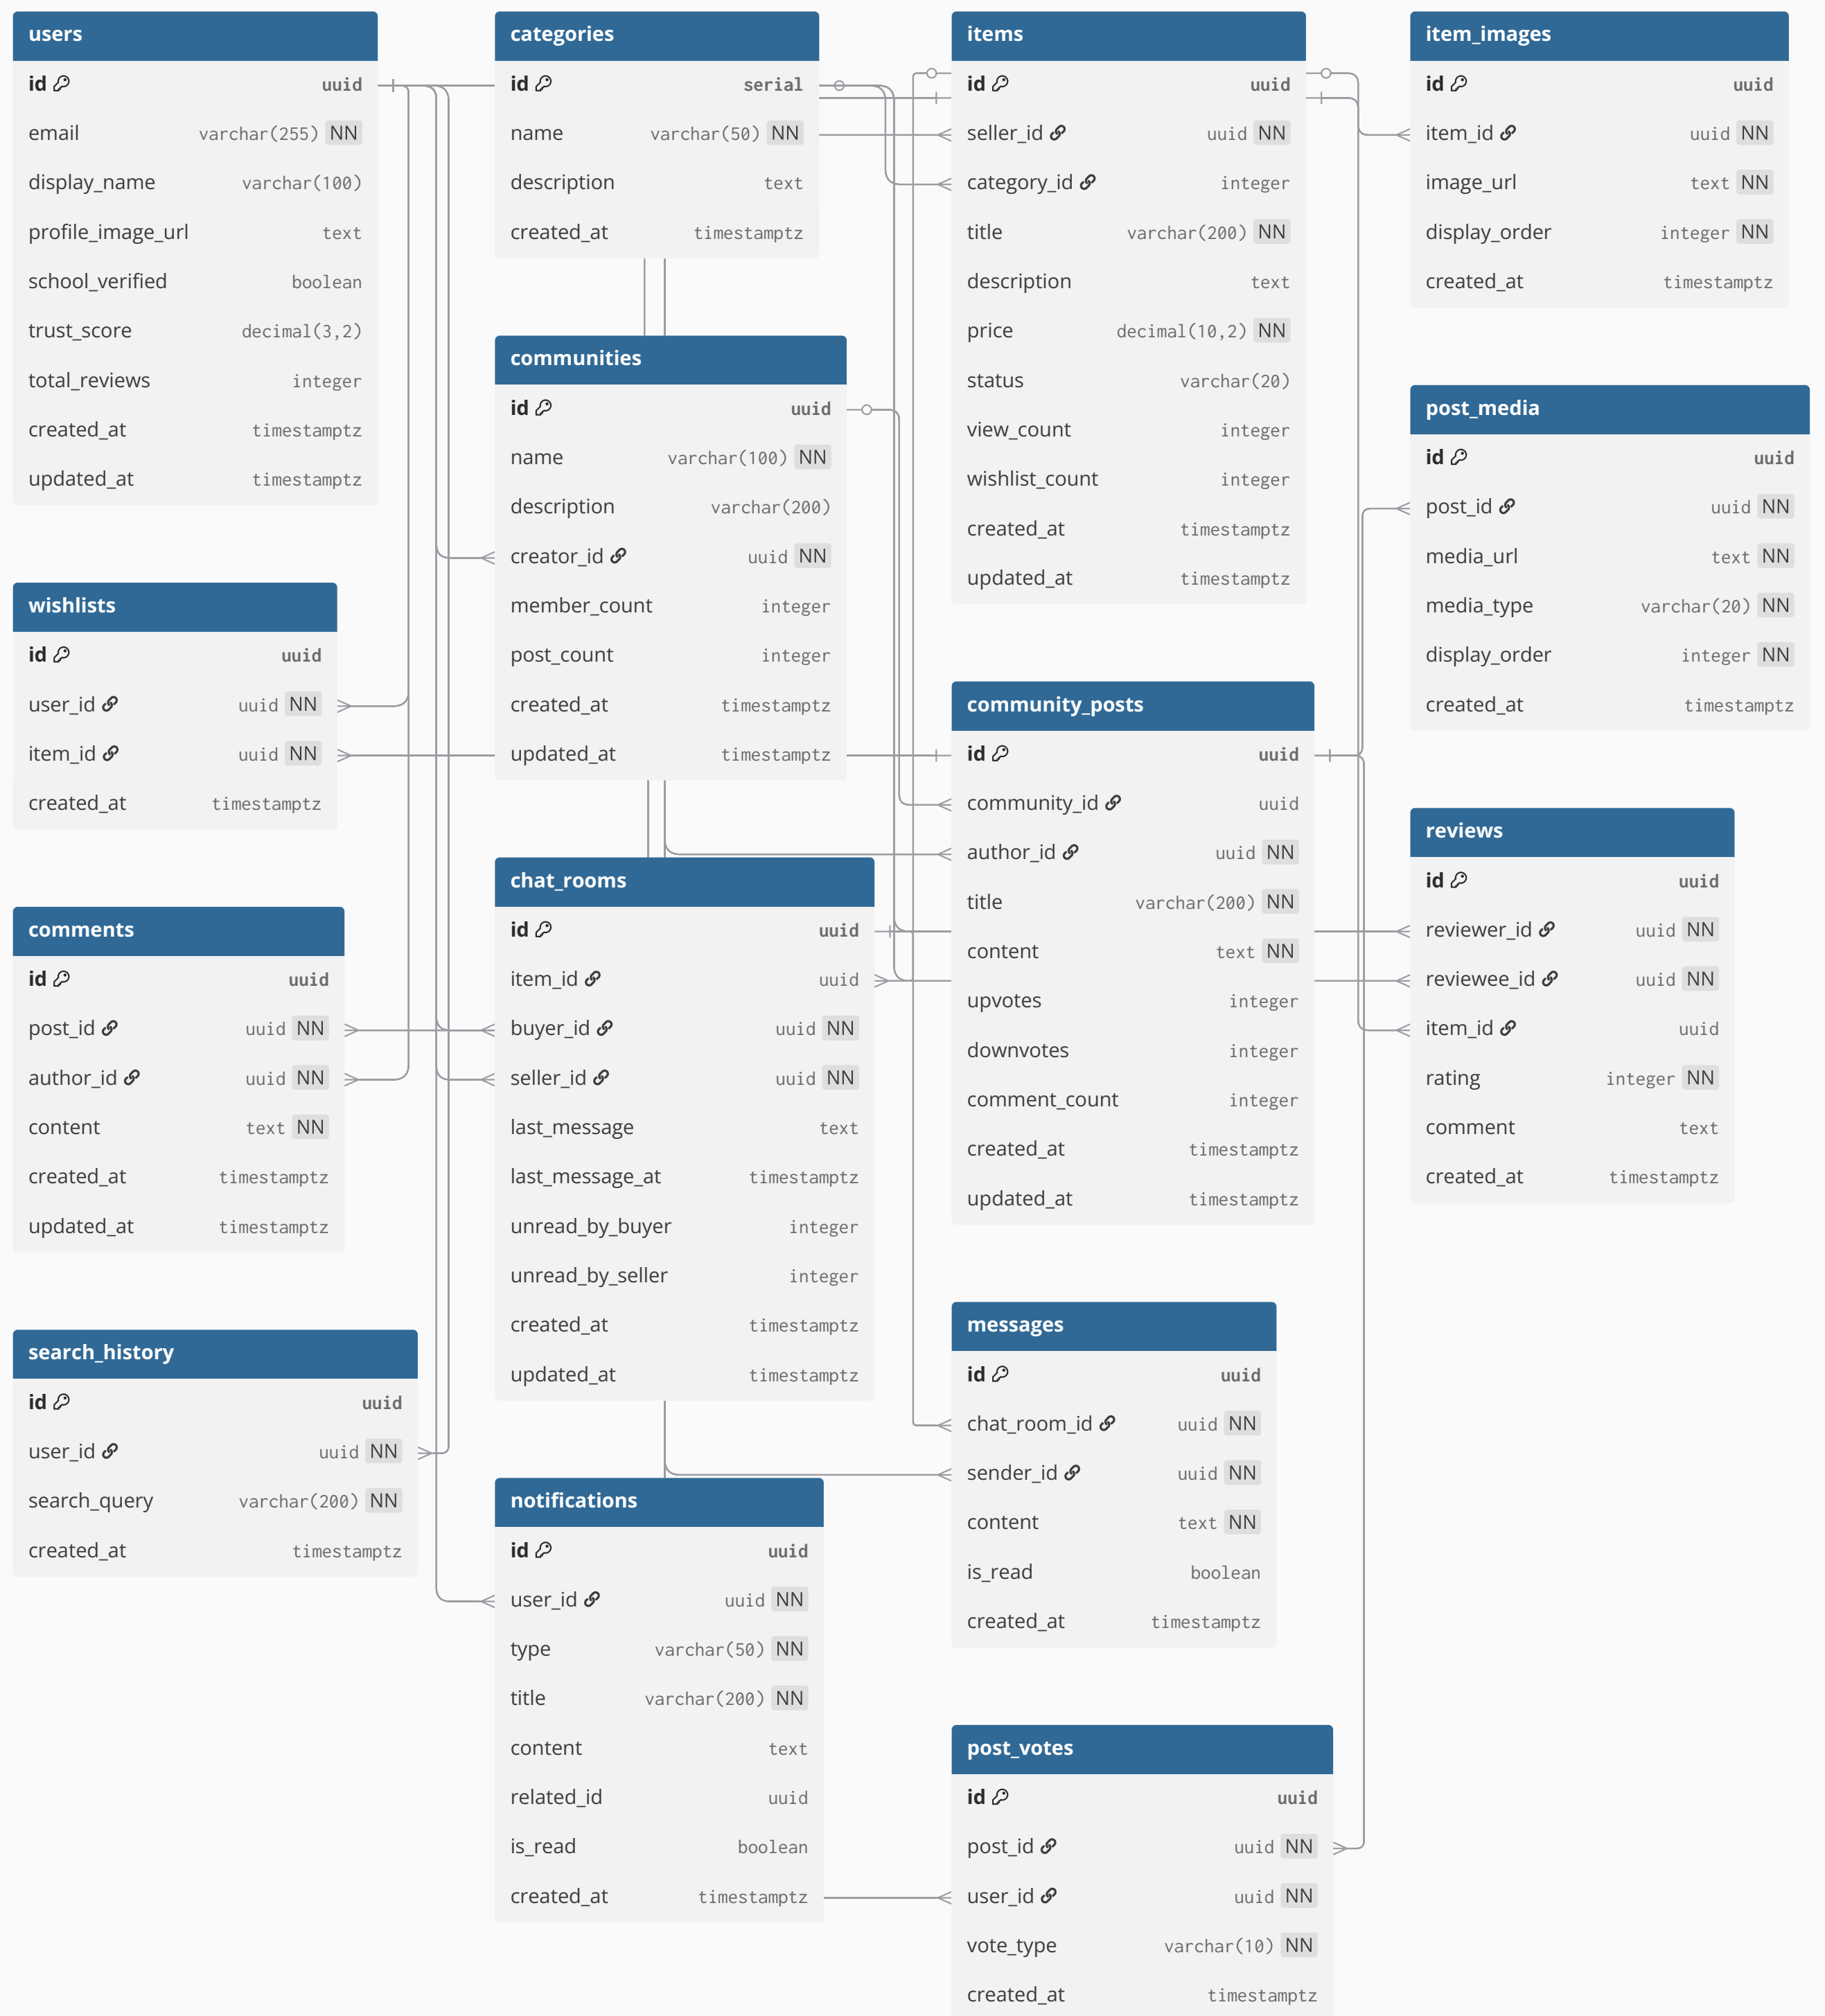 users
id uuid
email varchar(255) NN
display_name varchar(100)
profile_image_url text
school_verified boolean
trust_score decimal(3,2)
total_reviews integer
created_at timestamptz
updated_at timestamptz
wishlists
id uuid
user_id uuid NN
item_id uuid NN
created_at timestamptz
comments
id uuid
post_id uuid NN
author_id uuid NN
content text NN
created_at timestamptz
updated_at timestamptz
search_history
id uuid
user_id uuid NN
search_query varchar(200) NN
created_at timestamptz
categories
id serial
name varchar(50) NN
description text
created_at timestamptz
communities
id uuid
name varchar(100) NN
description varchar(200)
creator_id uuid NN
member_count integer
post_count integer
created_at timestamptz
updated_at timestamptz
chat_rooms
id uuid
item_id uuid
buyer_id uuid NN
seller_id uuid NN
last_message text
last_message_at timestamptz
unread_by_buyer integer
unread_by_seller integer
created_at timestamptz
updated_at timestamptz
notifications
id uuid
user_id uuid NN
type varchar(50) NN
title varchar(200) NN
content text
related_id uuid
is_read boolean
created_at timestamptz
items
id uuid
seller_id uuid NN
category_id integer
title varchar(200) NN
description text
price decimal(10,2) NN
status varchar(20)
view_count integer
wishlist_count integer
created_at timestamptz
updated_at timestamptz
community_posts
id uuid
community_id uuid
author_id uuid NN
title varchar(200) NN
content text NN
upvotes integer
downvotes integer
comment_count integer
created_at timestamptz
updated_at timestamptz
messages
id uuid
chat_room_id uuid NN
sender_id uuid NN
content text NN
is_read boolean
created_at timestamptz
post_votes
id uuid
post_id uuid NN
user_id uuid NN
vote_type varchar(10) NN
created_at timestamptz
item_images
id uuid
item_id uuid NN
image_url text NN
display_order integer NN
created_at timestamptz
post_media
id uuid
post_id uuid NN
media_url text NN
media_type varchar(20) NN
display_order integer NN
created_at timestamptz
reviews
id uuid
reviewer_id uuid NN
reviewee_id uuid NN
item_id uuid
rating integer NN
comment text
created_at timestamptz